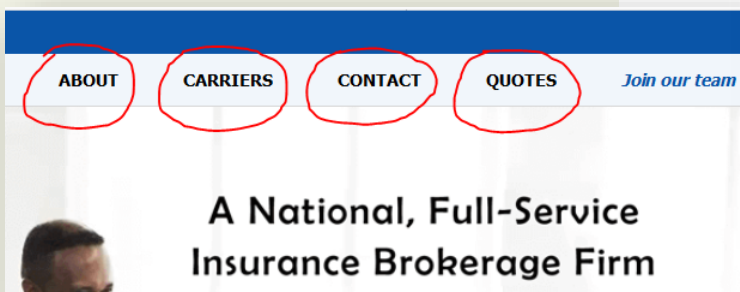 ABOUT CARRIERS CONTACT QUOTES Join our team
A National, Full-Service
Insurance Brokerage Firm